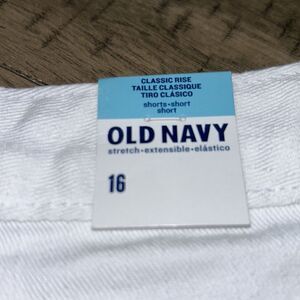 CLASSIC RISE
TAILLE CLASSIQUE
TIRO CLÁSICO
shorts•short
short
OLD NAVY
stretch•extensible•elástico
16